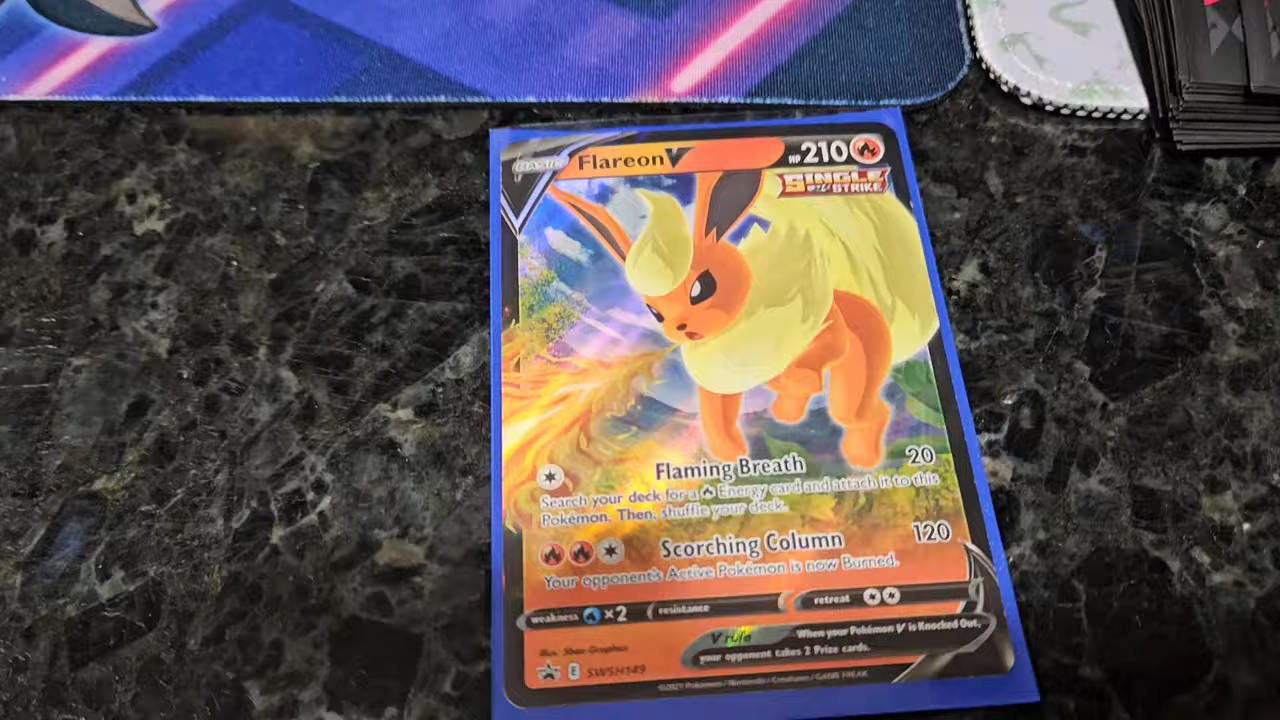 BASIC Flareon V HP 210
SINGLE STRIKE
Flaming Breath 20
Search your deck for a Energy card and attach it to this
Pokémon. Then, shuffle your deck.
Scorching Column 120
Your opponent's Active Pokémon is now Burned.
weakness ×2 resistance retreat
V rule When your Pokémon V is Knocked Out,
your opponent takes 2 Prize cards.
Illus. 5ban Graphics
E SWSH149
©2021 Pokémon / Nintendo / Creatures / GAME FREAK